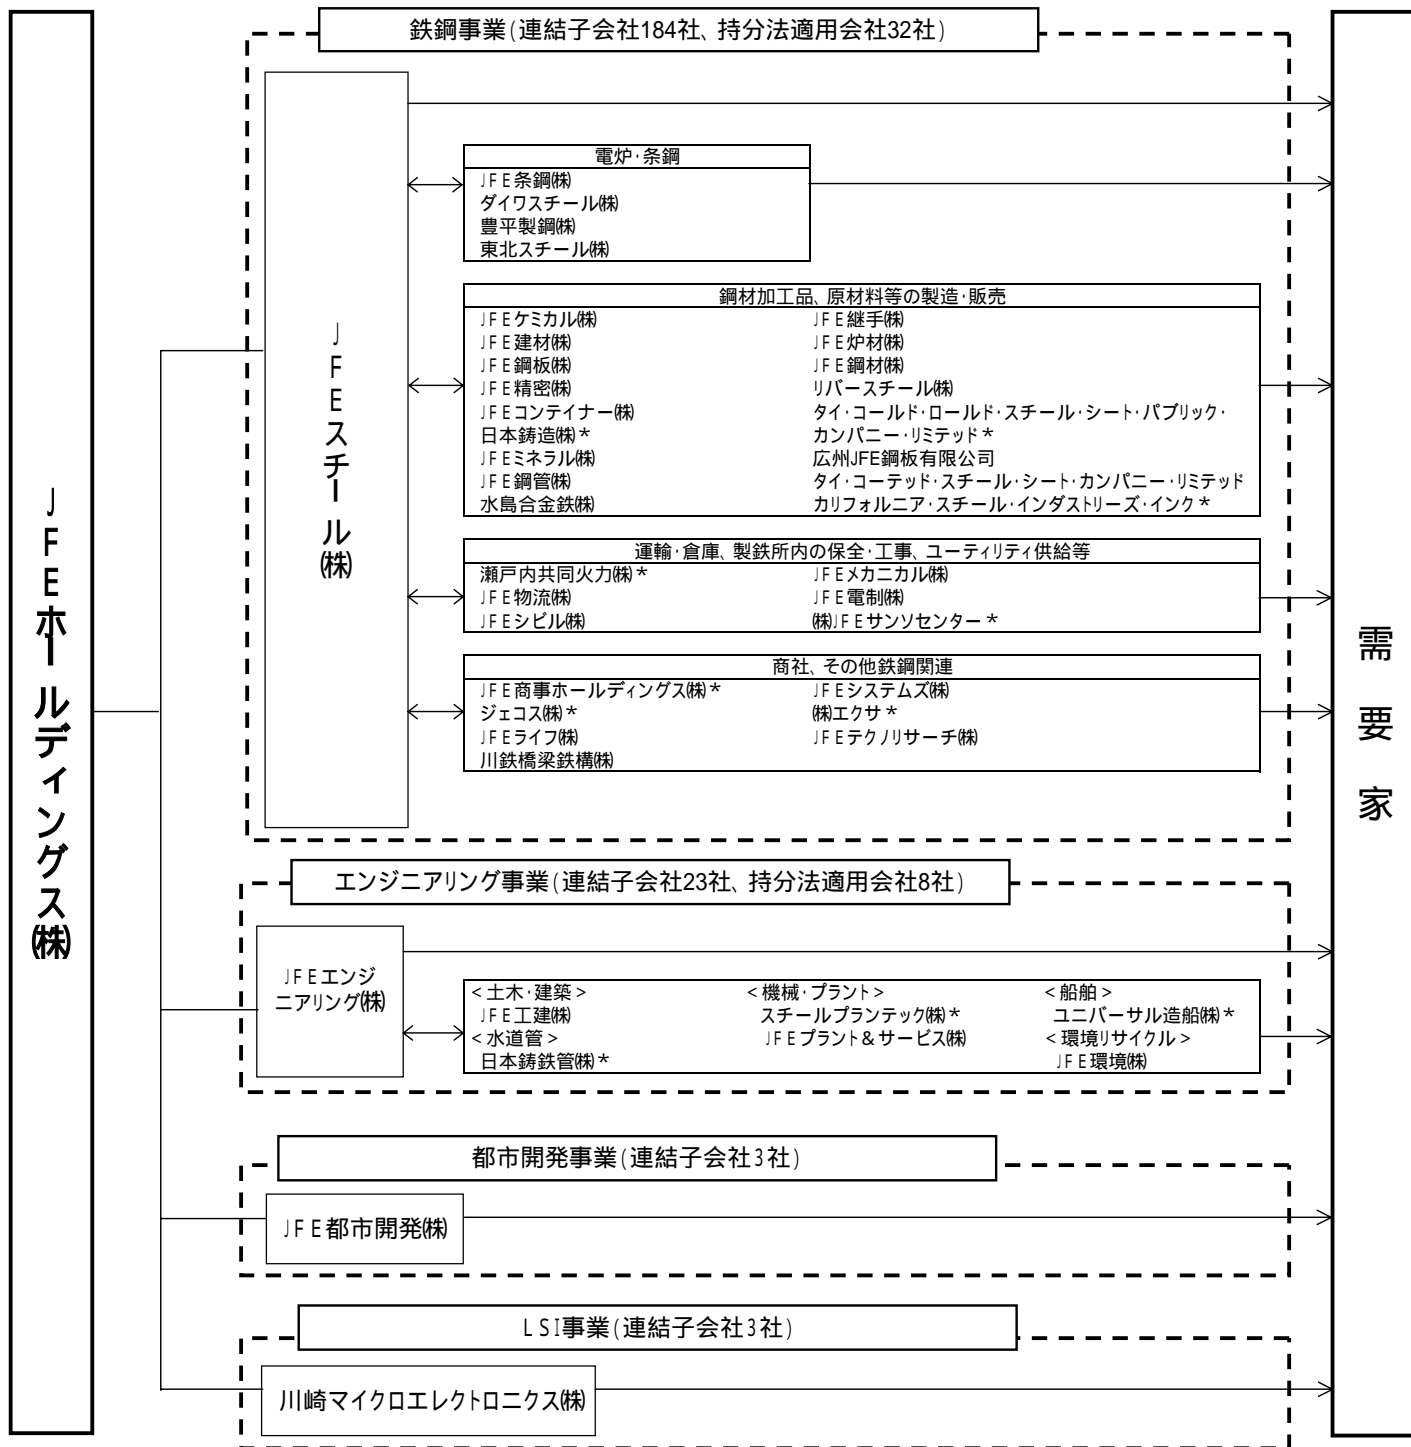 JFEホールディングス㈱
鉄鋼事業(連結子会社184社、持分法適用会社32社)
JFEスチール㈱
電炉・条鋼
JFE条鋼㈱
ダイワスチール㈱
豊平製鋼㈱
東北スチール㈱
鋼材加工品、原材料等の製造・販売
JFEケミカル㈱
JFE建材㈱
JFE鋼板㈱
JFE精密㈱
JFEコンテイナー㈱
日本鋳造㈱*
JFEミネラル㈱
JFE鋼管㈱
水島合金鉄㈱
JFE継手㈱
JFE炉材㈱
JFE鋼材㈱
リバースチール㈱
タイ・コールド・ロールド・スチール・シート・パブリック・
カンパニー・リミテッド*
広州JFE鋼板有限公司
タイ・コーテッド・スチール・シート・カンパニー・リミテッド
カリフォルニア・スチール・インダストリーズ・インク*
運輸・倉庫、製鉄所内の保全・工事、ユーティリティ供給等
瀬戸内共同火力㈱*
JFE物流㈱
JFEシビル㈱
JFEメカニカル㈱
JFE電制㈱
㈱JFEサンソセンター*
商社、その他鉄鋼関連
JFE商事ホールディングス㈱*
ジェコス㈱*
JFEライフ㈱
川鉄橋梁鉄構㈱
JFEシステムズ㈱
㈱エクサ*
JFEテクノリサーチ㈱
エンジニアリング事業(連結子会社23社、持分法適用会社8社)
JFEエンジ
ニアリング㈱
<土木・建築>
JFE工建㈱
<水道管>
日本鋳鉄管㈱*
<機械・プラント>
スチールプランテック㈱*
JFEプラント&サービス㈱
<船舶>
ユニバーサル造船㈱*
<環境リサイクル>
JFE環境㈱
都市開発事業(連結子会社3社)
JFE都市開発㈱
LSI事業(連結子会社3社)
川崎マイクロエレクトロニクス㈱
需要家